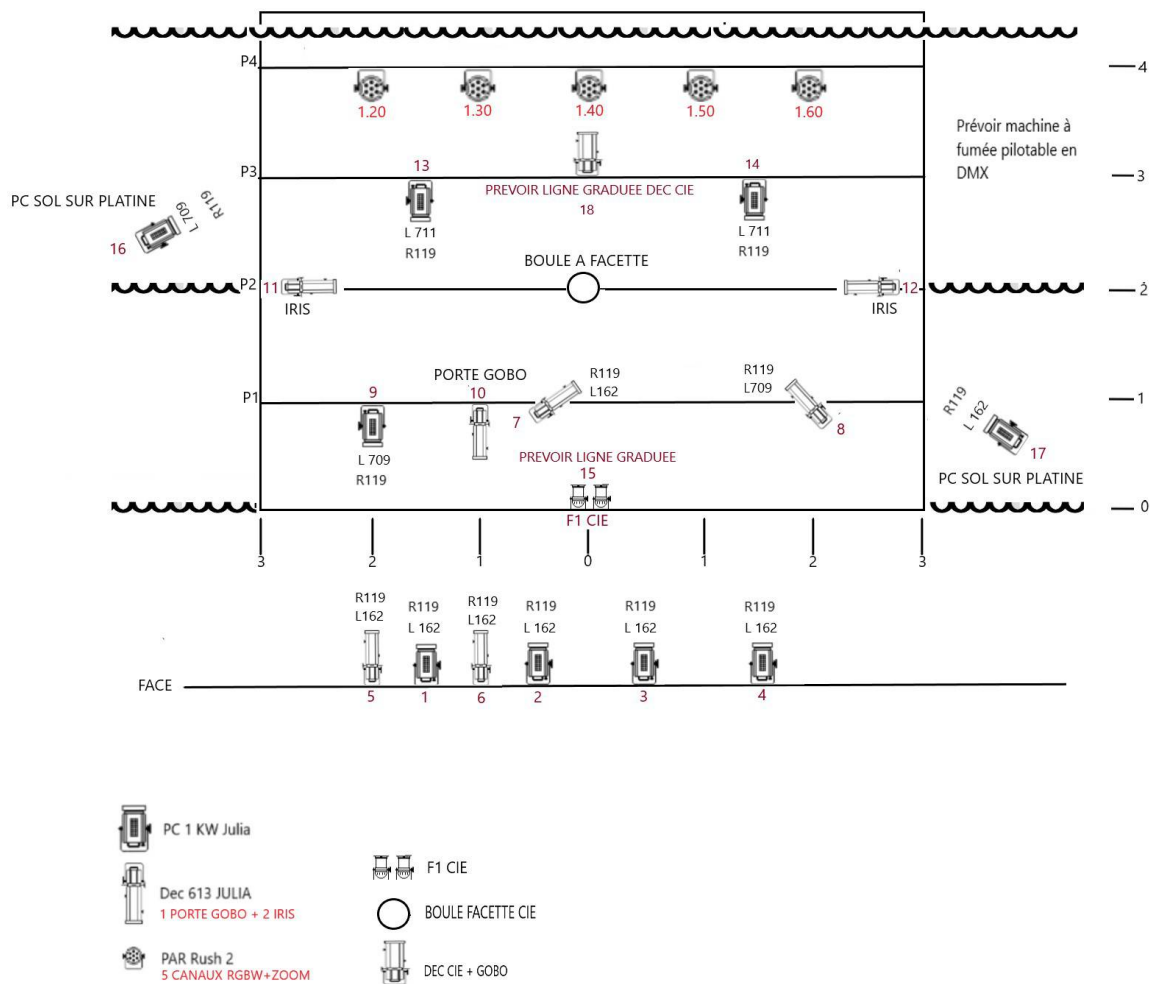 P4
4
1.20
1.30
1.40
1.50
1.60
Prévoir machine à
fumée pilotable en
DMX
13
14
P3
3
PREVOIR LIGNE GRADUEE DEC CIE
18
PC SOL SUR PLATINE
R119
L 709
16
L 711
R119
L 711
R119
BOULE A FACETTE
P2
11
12
2
IRIS
IRIS
PORTE GOBO
R119
L162
R119
L709
9
10
P1
1
7
8
R119
L 162
17
L 709
R119
PREVOIR LIGNE GRADUEE
15
PC SOL SUR PLATINE
0
F1 CIE
3
2
1
0
1
2
3
R119
L162
R119
L 162
R119
L162
R119
L 162
R119
L 162
R119
L 162
FACE
5
1
6
2
3
4
PC 1 KW Julia
F1 CIE
Dec 613 JULIA
1 PORTE GOBO + 2 IRIS
BOULE FACETTE CIE
PAR Rush 2
5 CANAUX RGBW+ZOOM
DEC CIE + GOBO